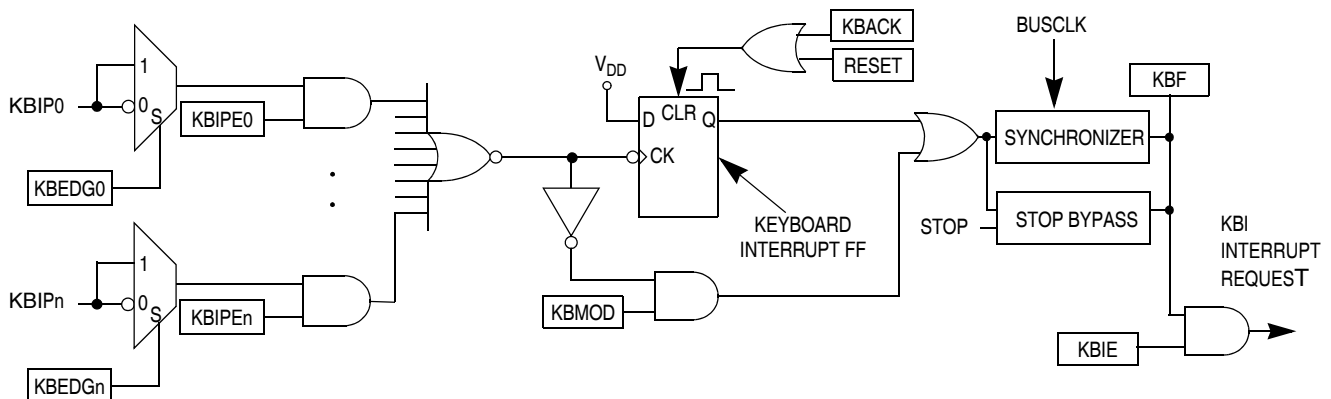 KBACK
RESET
BUSCLK
VDD
KBF
1
KBIP0
0
S
KBIPE0
D
CLR
Q
CK
SYNCHRONIZER
KBEDG0
KEYBOARD
INTERRUPT FF
STOP
STOP BYPASS
KBI
INTERRUPT
REQUEST
1
KBIPn
0
S
KBIPEn
KBMOD
KBIE
KBEDGn